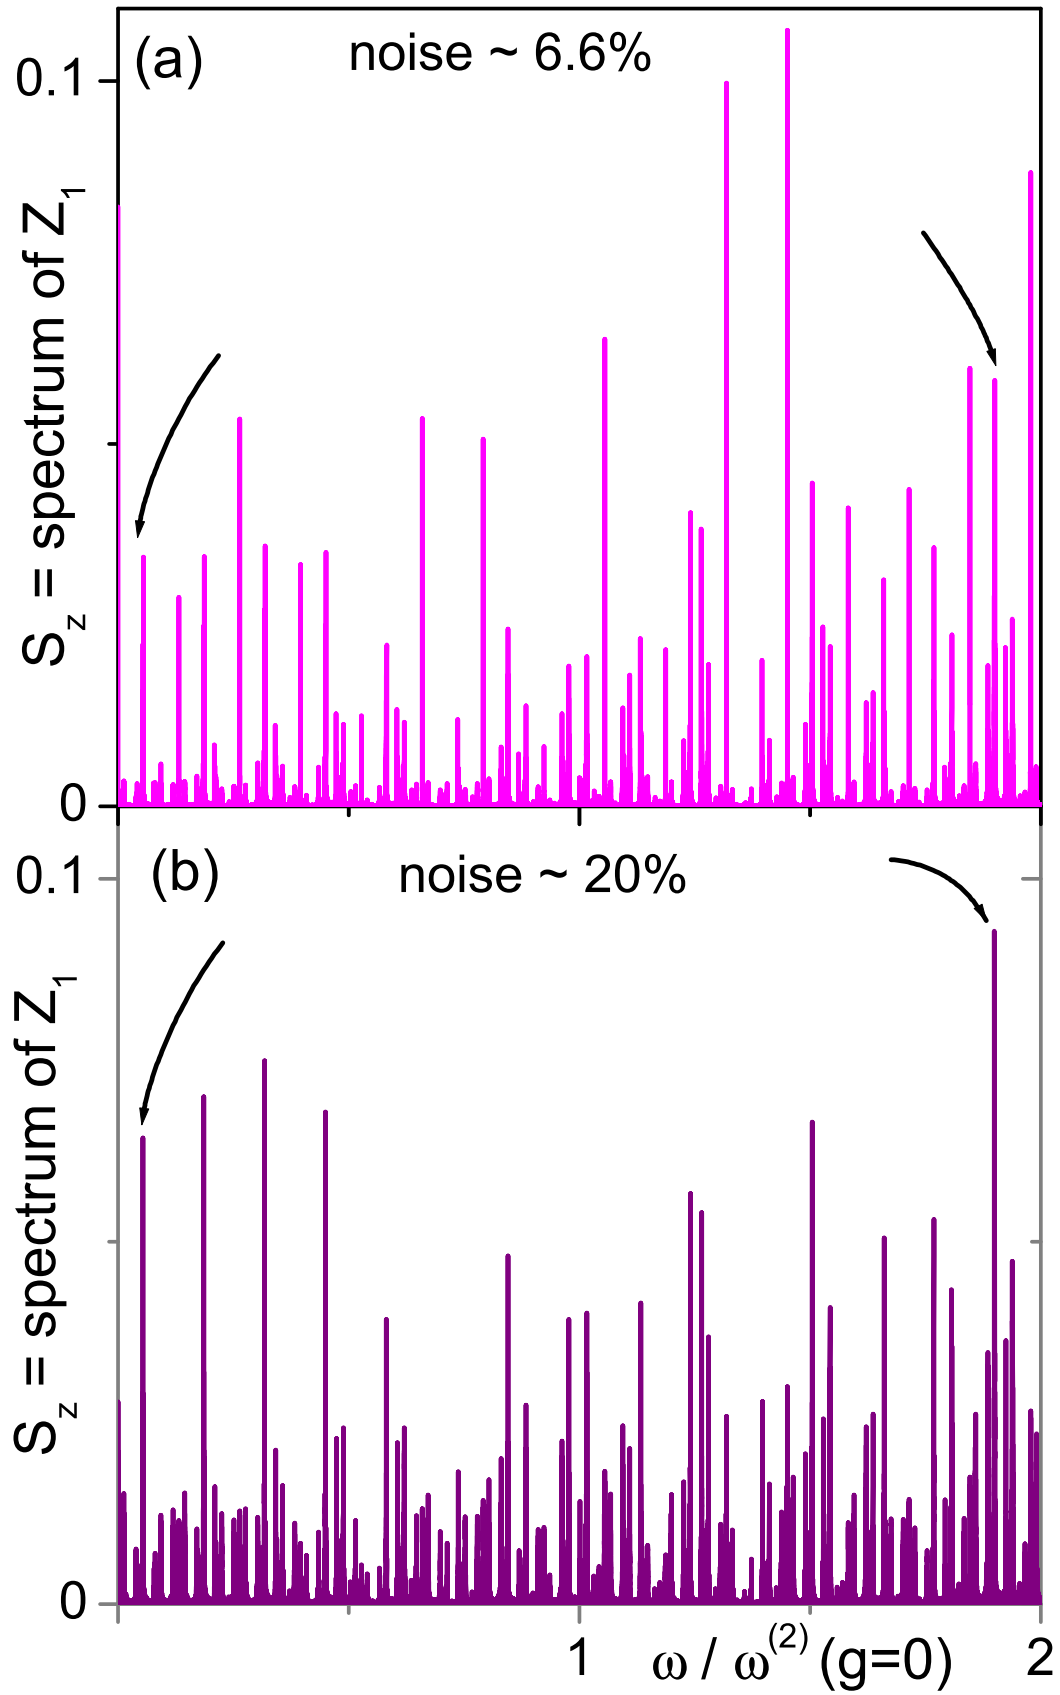 (a) noise ~ 6.6%
0.1
S_z = spectrum of Z_1
0
(b) noise ~ 20%
0.1
S_z = spectrum of Z_1
0
1 ω / ω^(2) (g=0) 2